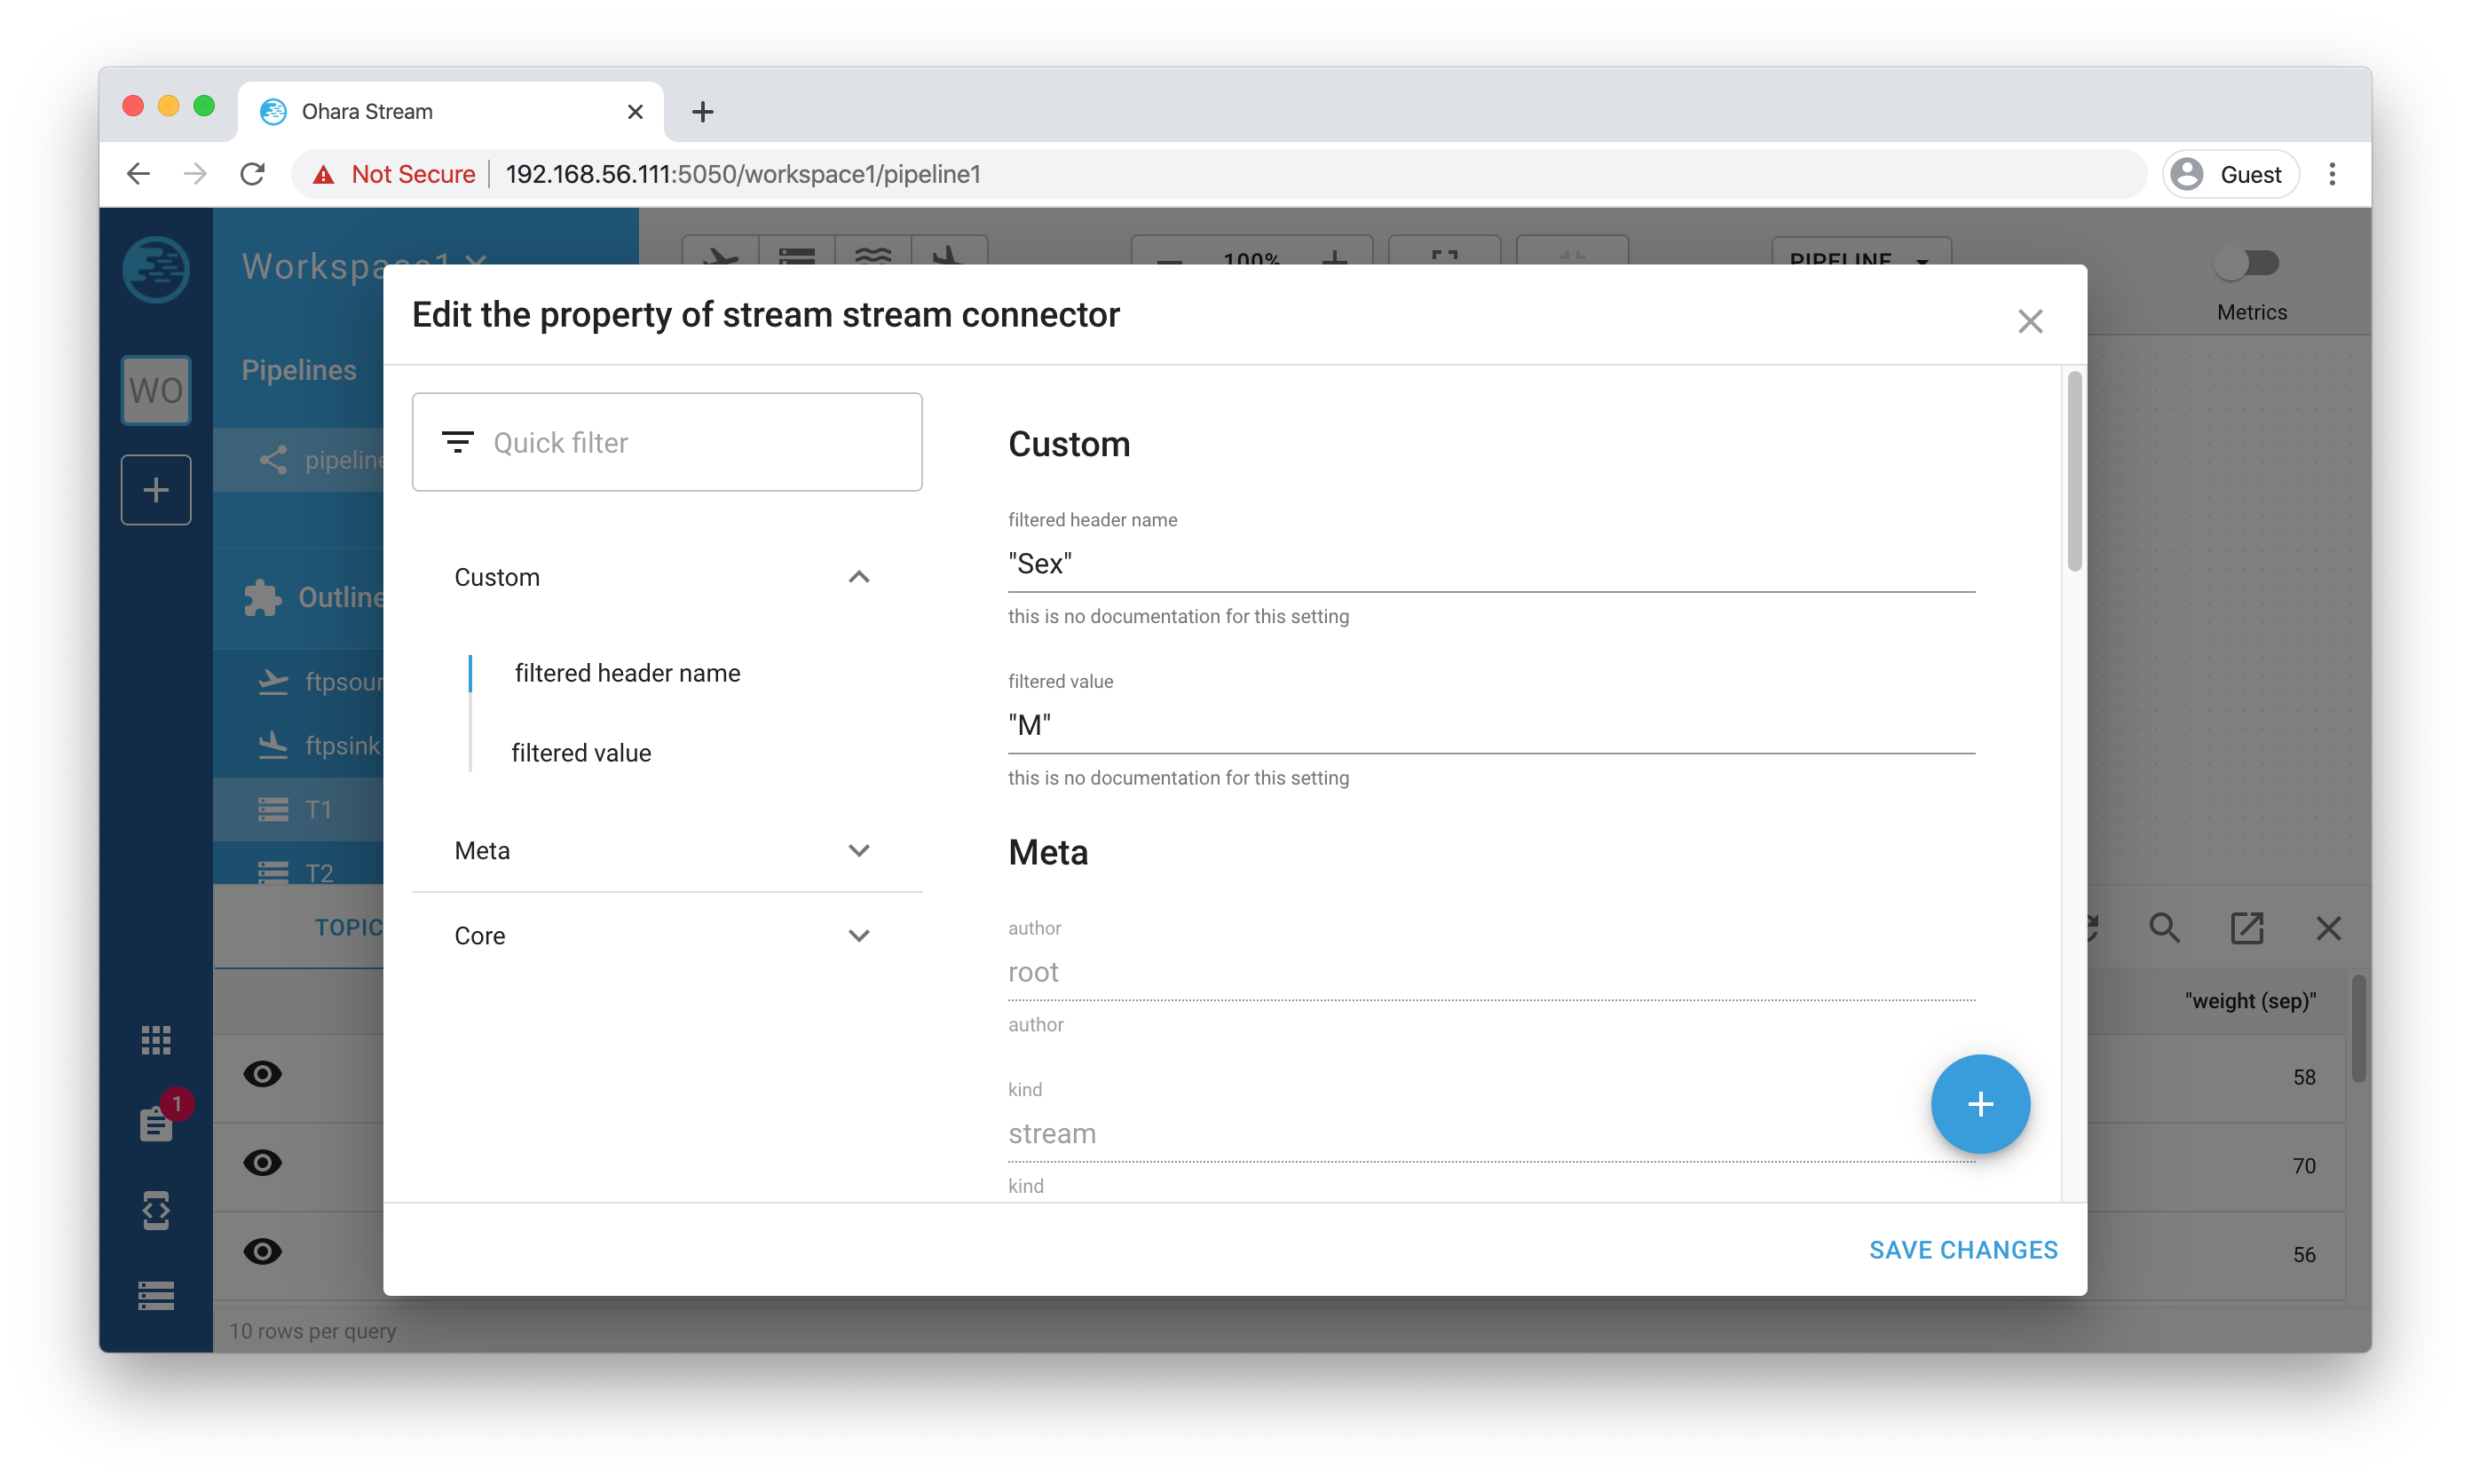 Ohara Stream
Not Secure
192.168.56.111:5050/workspace1/pipeline1
Guest
Workspace1
100%
PIPELINE
Metrics
Edit the property of stream stream connector
Pipelines
WO
Quick filter
Custom
pipeline
filtered header name
"Sex"
this is no documentation for this setting
Custom
Outline
filtered header name
filtered value
ftpsour
"M"
filtered value
ftpsink
this is no documentation for this setting
T1
Meta
Meta
T2
TOPIC
author
Core
root
"weight (sep)"
author
58
kind
1
stream
70
kind
SAVE CHANGES
56
10 rows per query